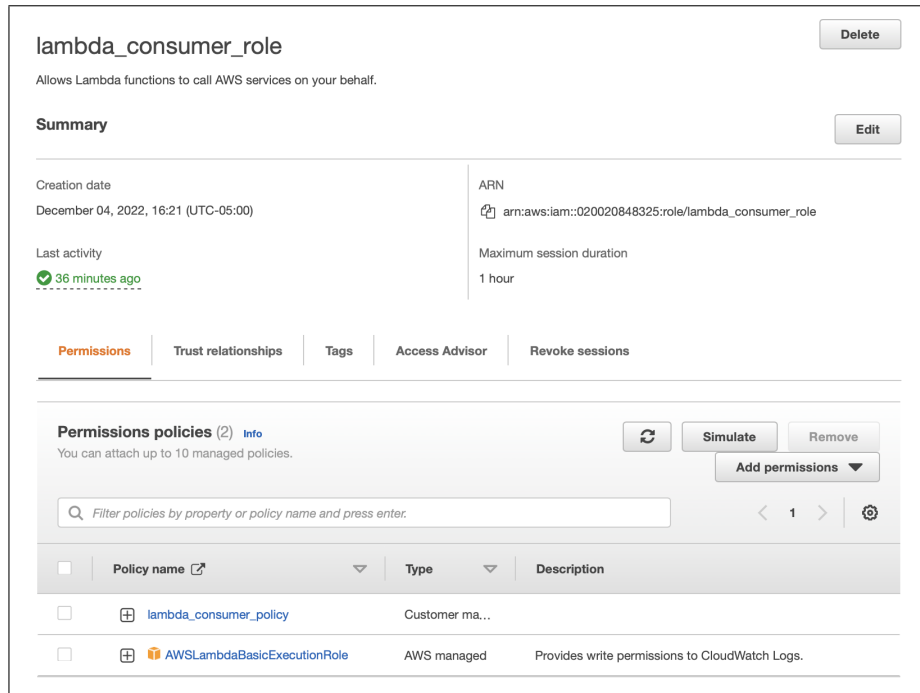 lambda_consumer_role
Delete
Allows Lambda functions to call AWS services on your behalf.
Summary
Edit
Creation date
December 04, 2022, 16:21 (UTC-05:00)
ARN
arn:aws:iam::020020848325:role/lambda_consumer_role
Last activity
36 minutes ago
Maximum session duration
1 hour
Permissions Trust relationships Tags Access Advisor Revoke sessions
Permissions policies (2) Info
You can attach up to 10 managed policies.
Simulate Remove
Add permissions
Filter policies by property or policy name and press enter.
1
Policy name Type Description
lambda_consumer_policy Customer ma...
AWSLambdaBasicExecutionRole AWS managed Provides write permissions to CloudWatch Logs.